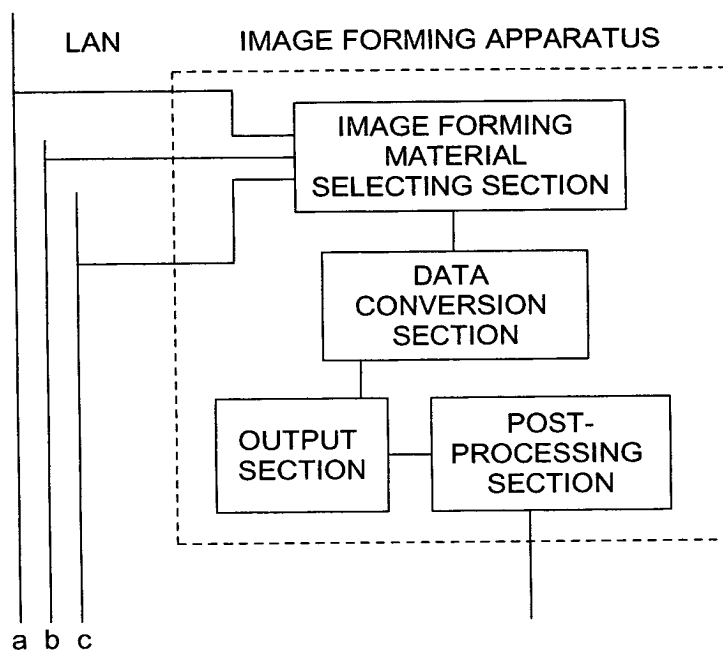 LAN
IMAGE FORMING APPARATUS
IMAGE FORMING
MATERIAL
SELECTING SECTION
DATA
CONVERSION
SECTION
OUTPUT
SECTION
POST-
PROCESSING
SECTION
a b c